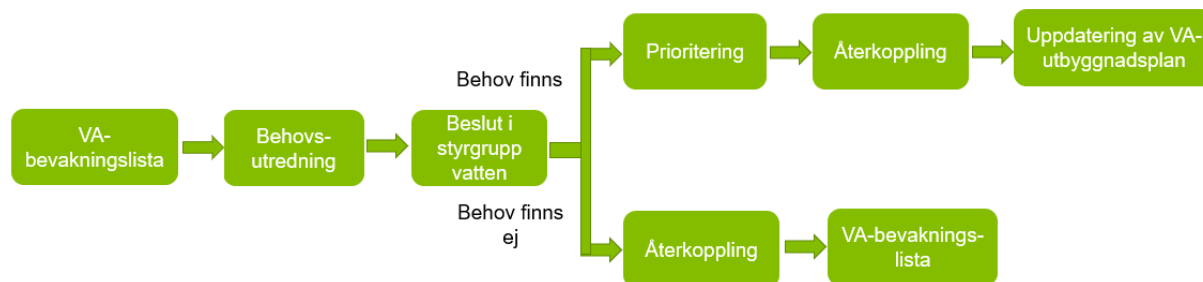 VA-
bevakningslista
Behovs-
utredning
Beslut i
styrgrupp
vatten
Behov finns
Prioritering
Återkoppling
Uppdatering av VA-
utbyggnadsplan
Behov finns
ej
Återkoppling
VA-bevaknings-
lista